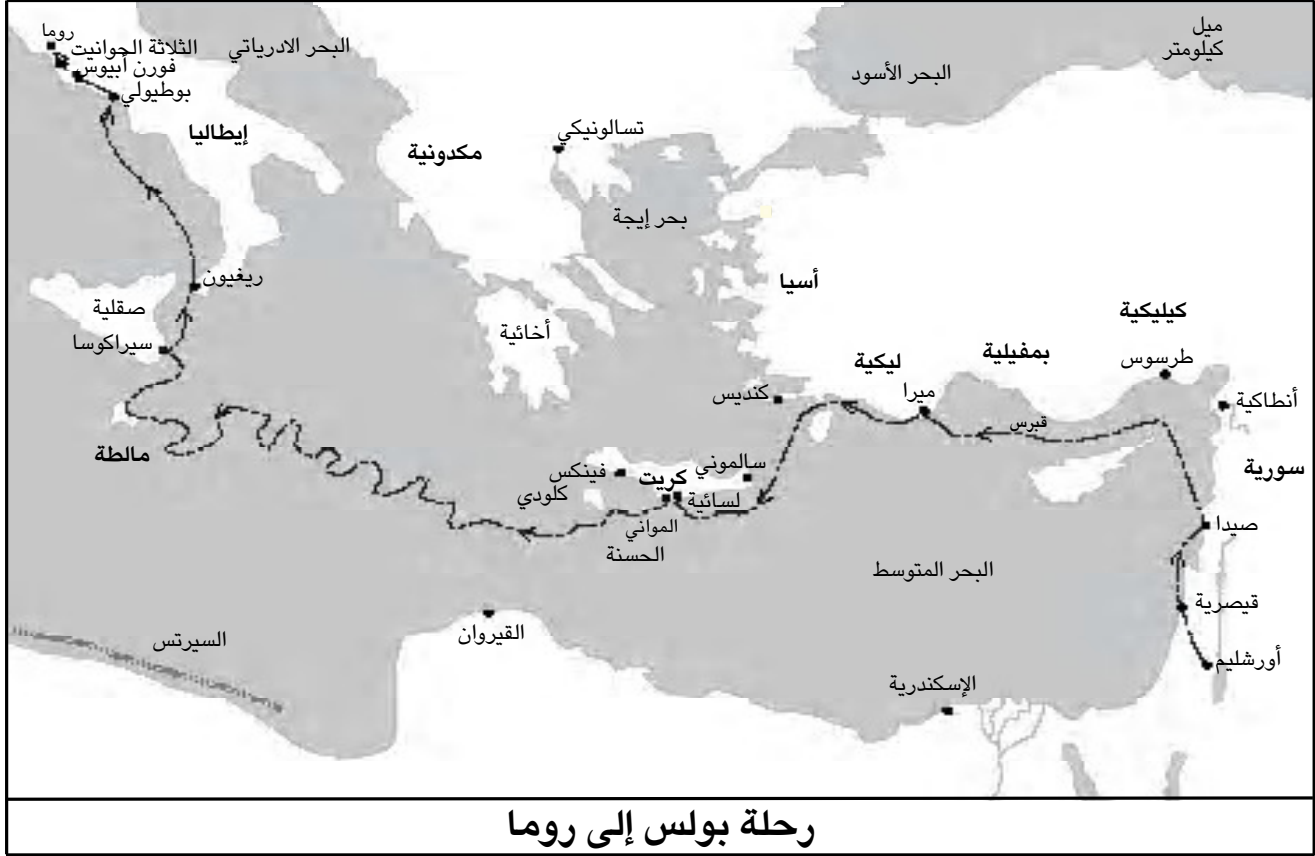 ميل
كيلومتر
روما
الثلاثة الحوانيت
فورن أبيوس
بوطيولي
البحر الادرياتي
البحر الأسود
إيطاليا
مكدونية
تسالونيكي
بحر إيجة
ريغيون
صقلية
سيراكوسا
أخائية
أسيا
كيليكية
بمفيلية
ليكية
طرسوس
أنطاكية
كنديس
ميرا
قبرس
مالطة
سورية
فينكس
كريت
سالموني
كلودي
لسائية
المواني
الحسنة
صيدا
البحر المتوسط
قيصرية
السيرتس
القيروان
أورشليم
الإسكندرية
رحلة بولس إلى روما